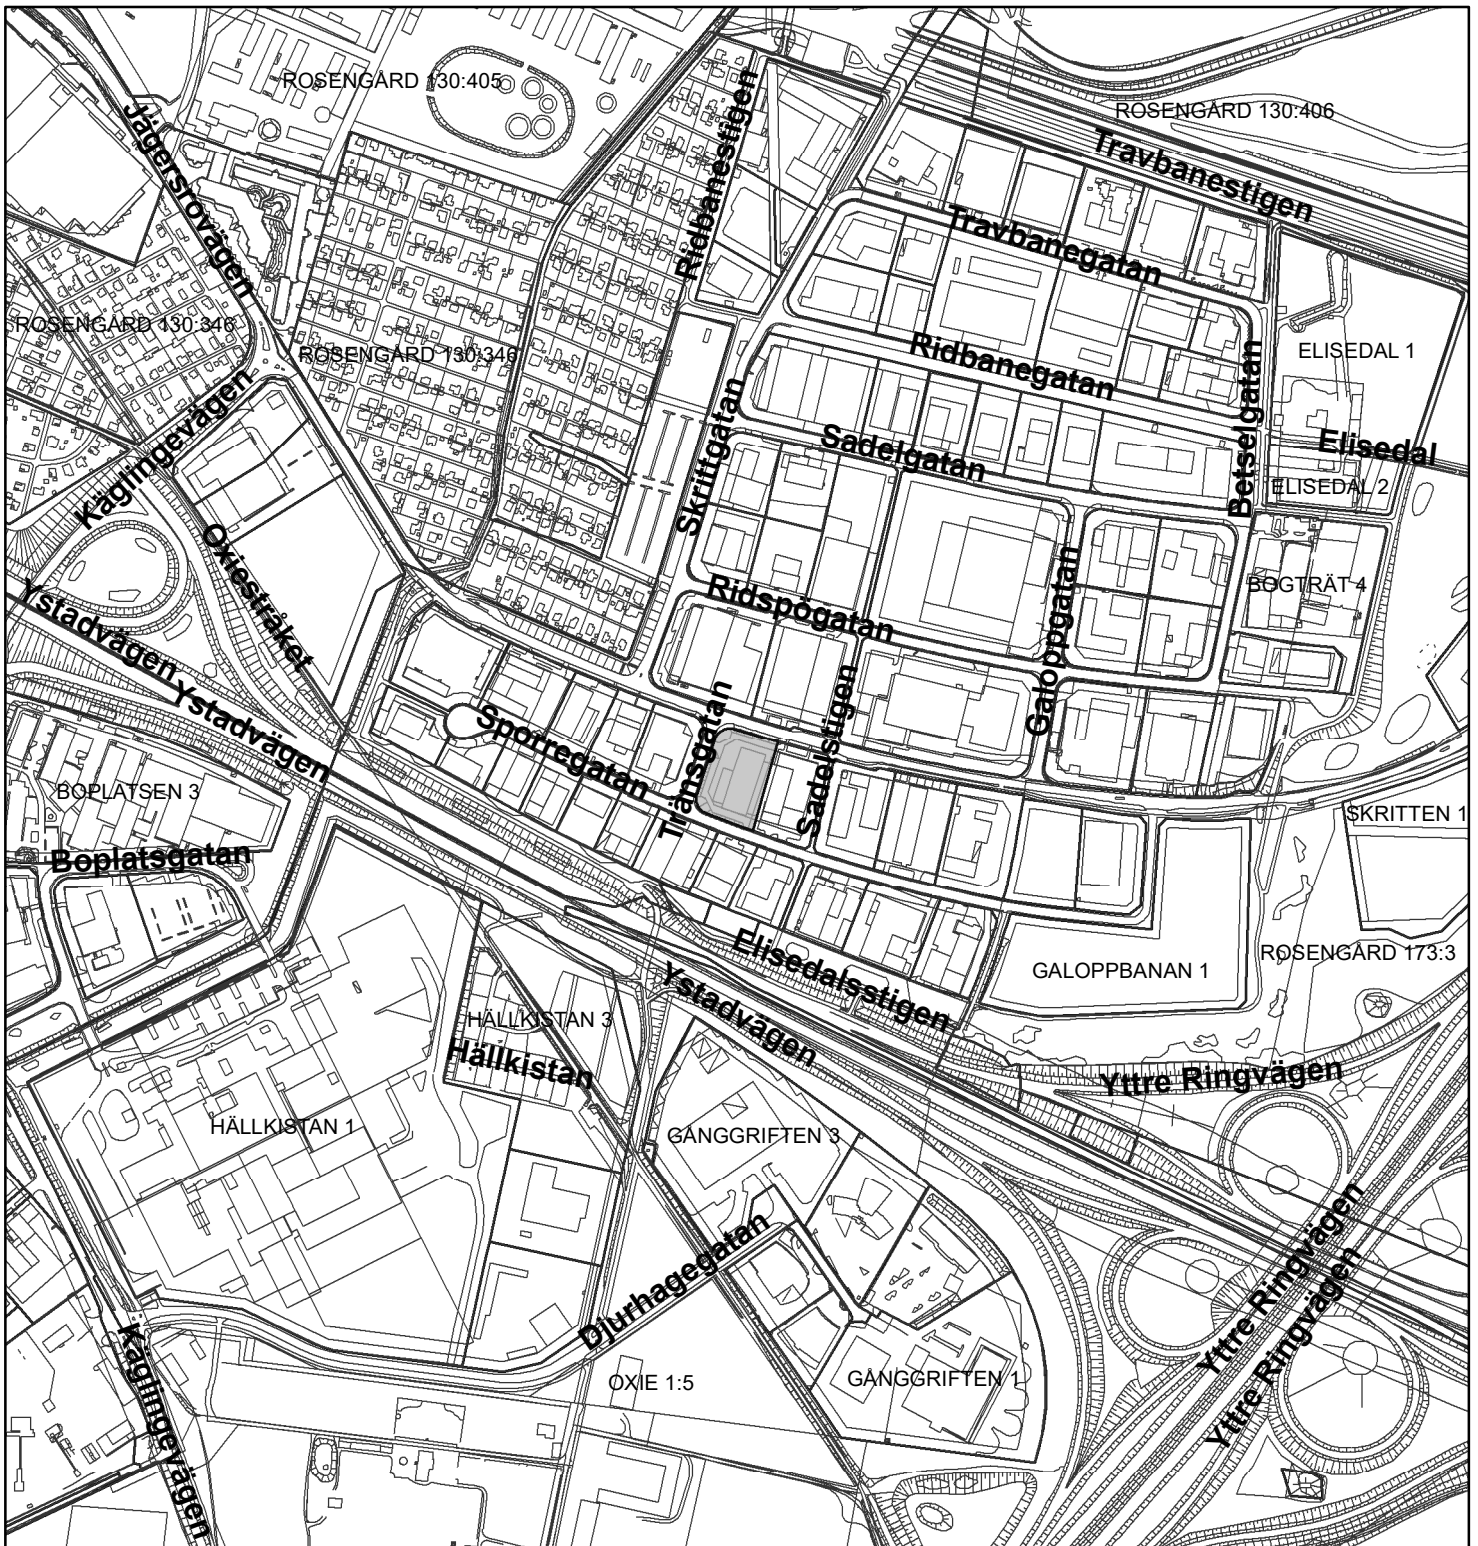 ROSENGÅRD 130:405
ROSENGÅRD 130:406
Jägersrovägen
Ridbanestigen
Travbanestigen
Travbanegatan
ROSENGÅRD 130:346
ROSENGÅRD 130:346
Ridbanegatan
ELISEDAL 1
Käglingevägen
Skrittgatan
Betselgatan
Sadelgatan
Elisedal
ELISEDAL 2
Oxiestråket
Ridspögatan
Galoppgatan
BOGTRÄT 4
Ystadvägen
Ystadvägen
Sporregatan
Tränsgatan
Sadelstigen
BOPLATSEN 3
SKRITTEN 1
Boplatsgatan
Elisedalsstigen
Ystadvägen
GALOPPBANAN 1
ROSENGÅRD 173:3
HÄLLKISTAN 3
Hällkistan
Yttre Ringvägen
HÄLLKISTAN 1
GÅNGGRIFTEN 3
Djurhagegatan
Yttre Ringvägen
Yttre Ringvägen
Käglingevägen
OXIE 1:5
GÅNGGRIFTEN 1